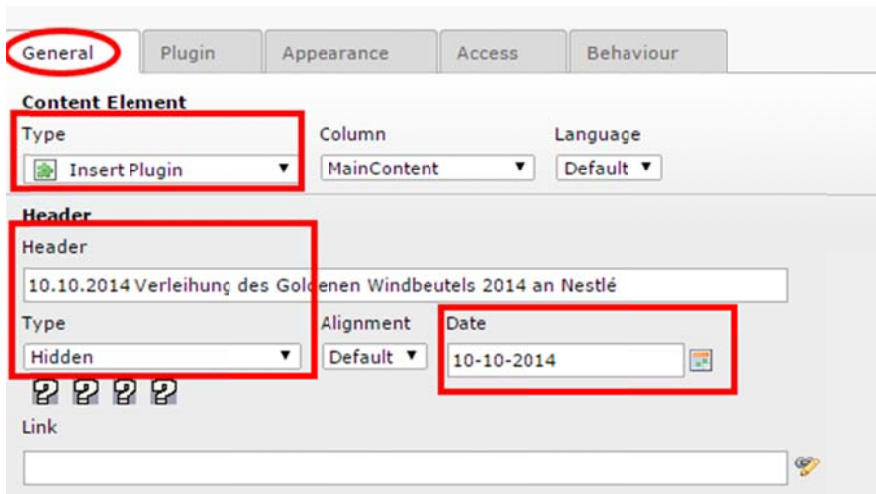 General Plugin Appearance Access Behaviour
Content Element
Type Column Language
Insert Plugin MainContent Default
Header
Header
10.10.2014 Verleihung des Goldenen Windbeutels 2014 an Nestlé
Type Alignment Date
Hidden Default 10-10-2014
? ? ? ?
Link